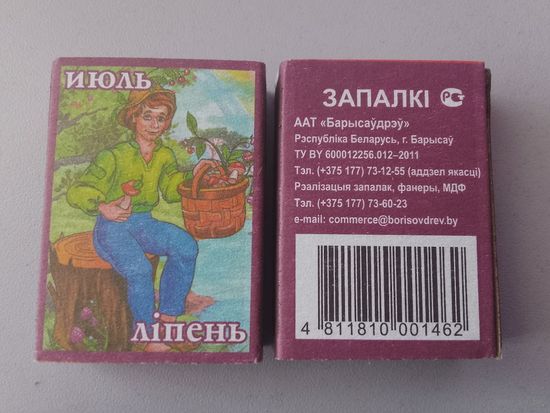 ИЮЛЬ
ліпень
ЗАПАЛКІ
ААТ «Барысаўдрэў»
Рэспубліка Беларусь, г. Барысаў
ТУ BY 600012256.012–2011
Тэл. (+375 177) 73-12-55 (аддзел якасці)
Рэалізацыя запалак, фанеры, МДФ
Тэл. (+375 177) 73-60-23
e-mail: commerce@borisovdrev.by
4 811810 001462